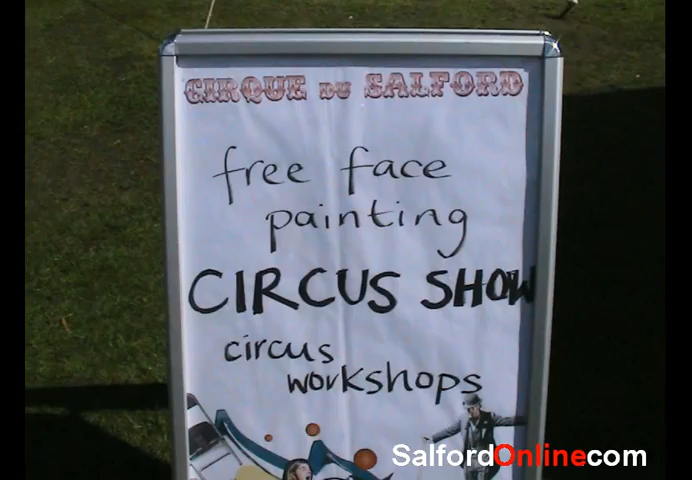 CIRQUE DU SALFORD
free face
painting
CIRCUS SHOW
circus
workshops
SalfordOnlinecom